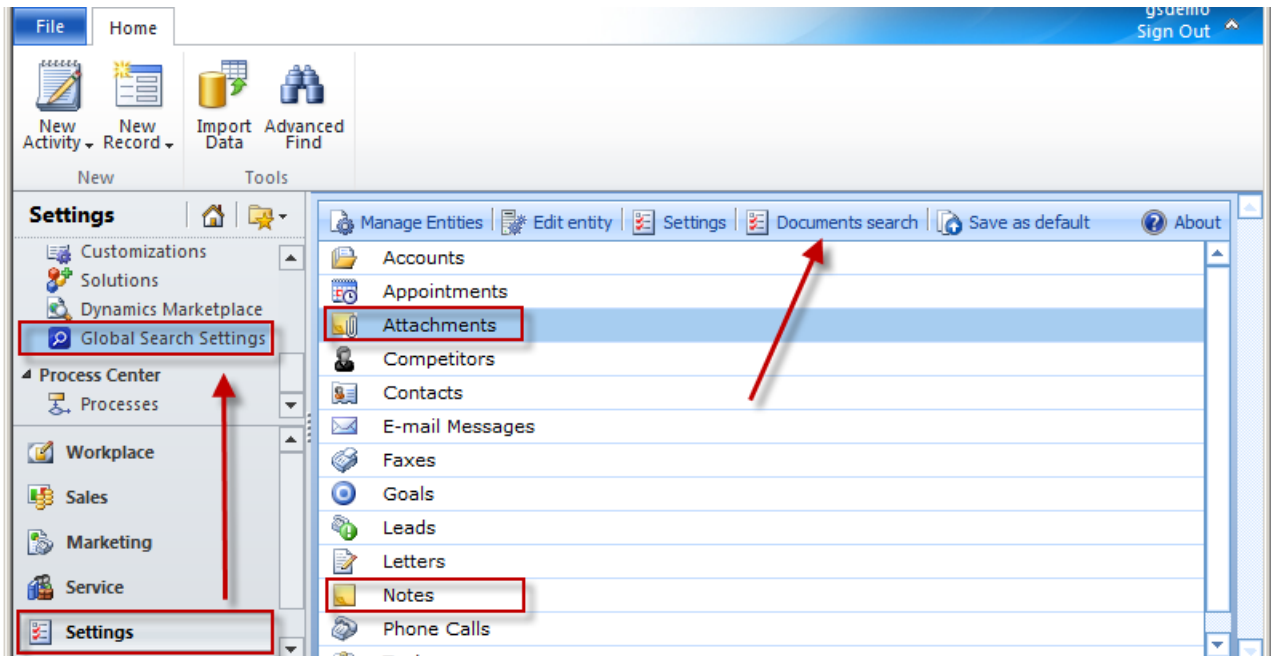 gsdemo
File
Home
Sign Out
New Activity
New Record
Import Data
Advanced Find
New
Tools
Settings
Manage Entities
Edit entity
Settings
Documents search
Save as default
About
Customizations
Solutions
Dynamics Marketplace
Global Search Settings
Process Center
Processes
Workplace
Sales
Marketing
Service
Settings
Accounts
Appointments
Attachments
Competitors
Contacts
E-mail Messages
Faxes
Goals
Leads
Letters
Notes
Phone Calls